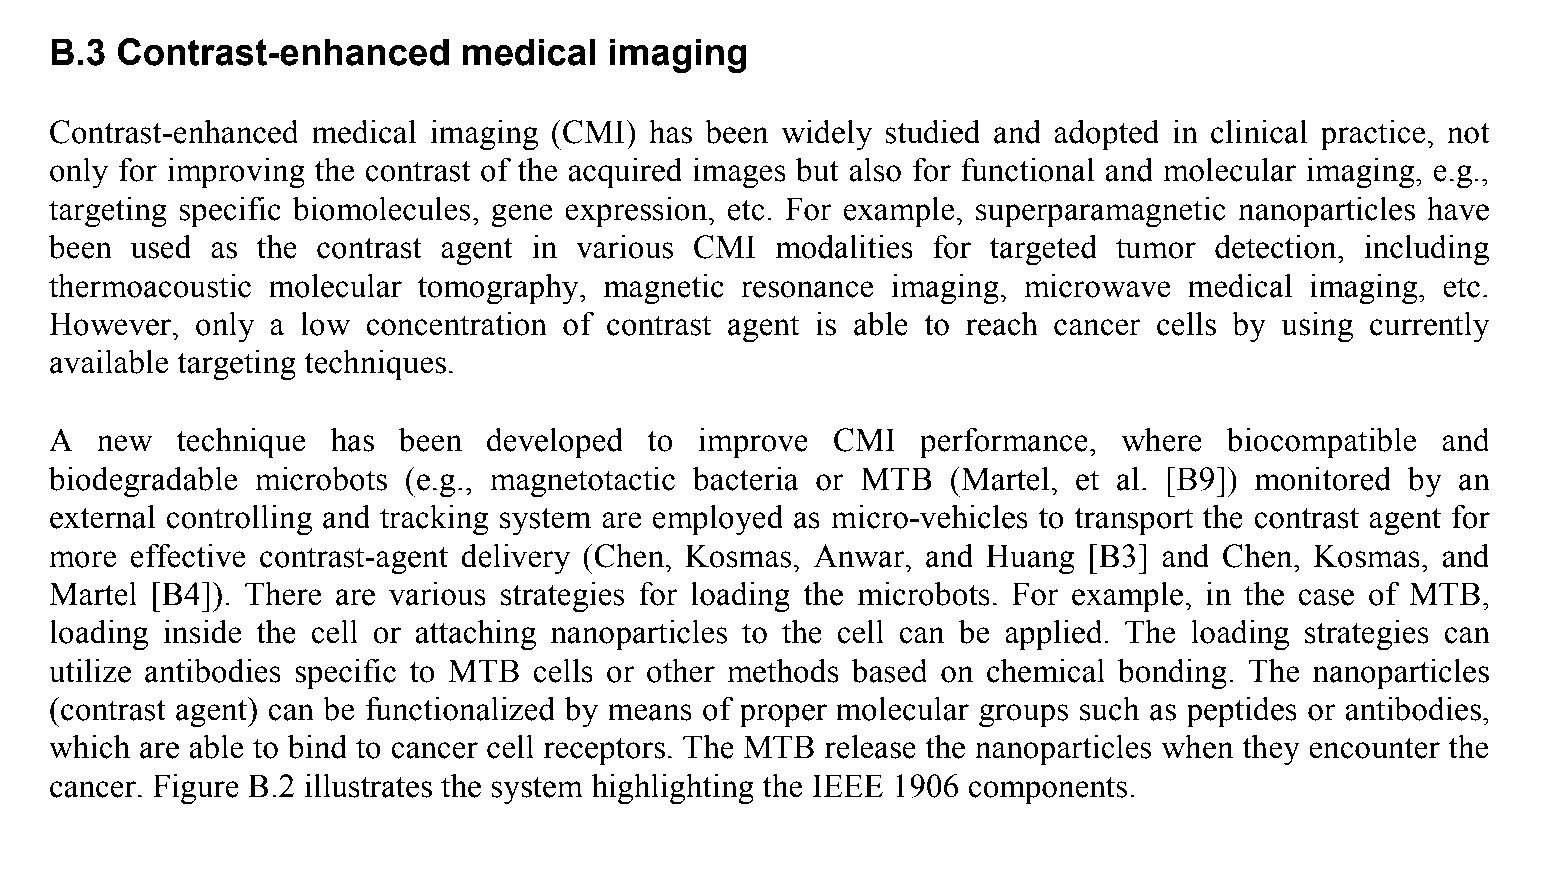 B.3 Contrast-enhanced medical imaging
Contrast-enhanced medical imaging (CMI) has been widely studied and adopted in clinical practice, not
only for improving the contrast of the acquired images but also for functional and molecular imaging, e.g.,
targeting specific biomolecules, gene expression, etc. For example, superparamagnetic nanoparticles have
been used as the contrast agent in various CMI modalities for targeted tumor detection, including
thermoacoustic molecular tomography, magnetic resonance imaging, microwave medical imaging, etc.
However, only a low concentration of contrast agent is able to reach cancer cells by using currently
available targeting techniques.
A new technique has been developed to improve CMI performance, where biocompatible and
biodegradable microbots (e.g., magnetotactic bacteria or MTB (Martel, et al. [B9]) monitored by an
external controlling and tracking system are employed as micro-vehicles to transport the contrast agent for
more effective contrast-agent delivery (Chen, Kosmas, Anwar, and Huang [B3] and Chen, Kosmas, and
Martel [B4]). There are various strategies for loading the microbots. For example, in the case of MTB,
loading inside the cell or attaching nanoparticles to the cell can be applied. The loading strategies can
utilize antibodies specific to MTB cells or other methods based on chemical bonding. The nanoparticles
(contrast agent) can be functionalized by means of proper molecular groups such as peptides or antibodies,
which are able to bind to cancer cell receptors. The MTB release the nanoparticles when they encounter the
cancer. Figure B.2 illustrates the system highlighting the IEEE 1906 components.